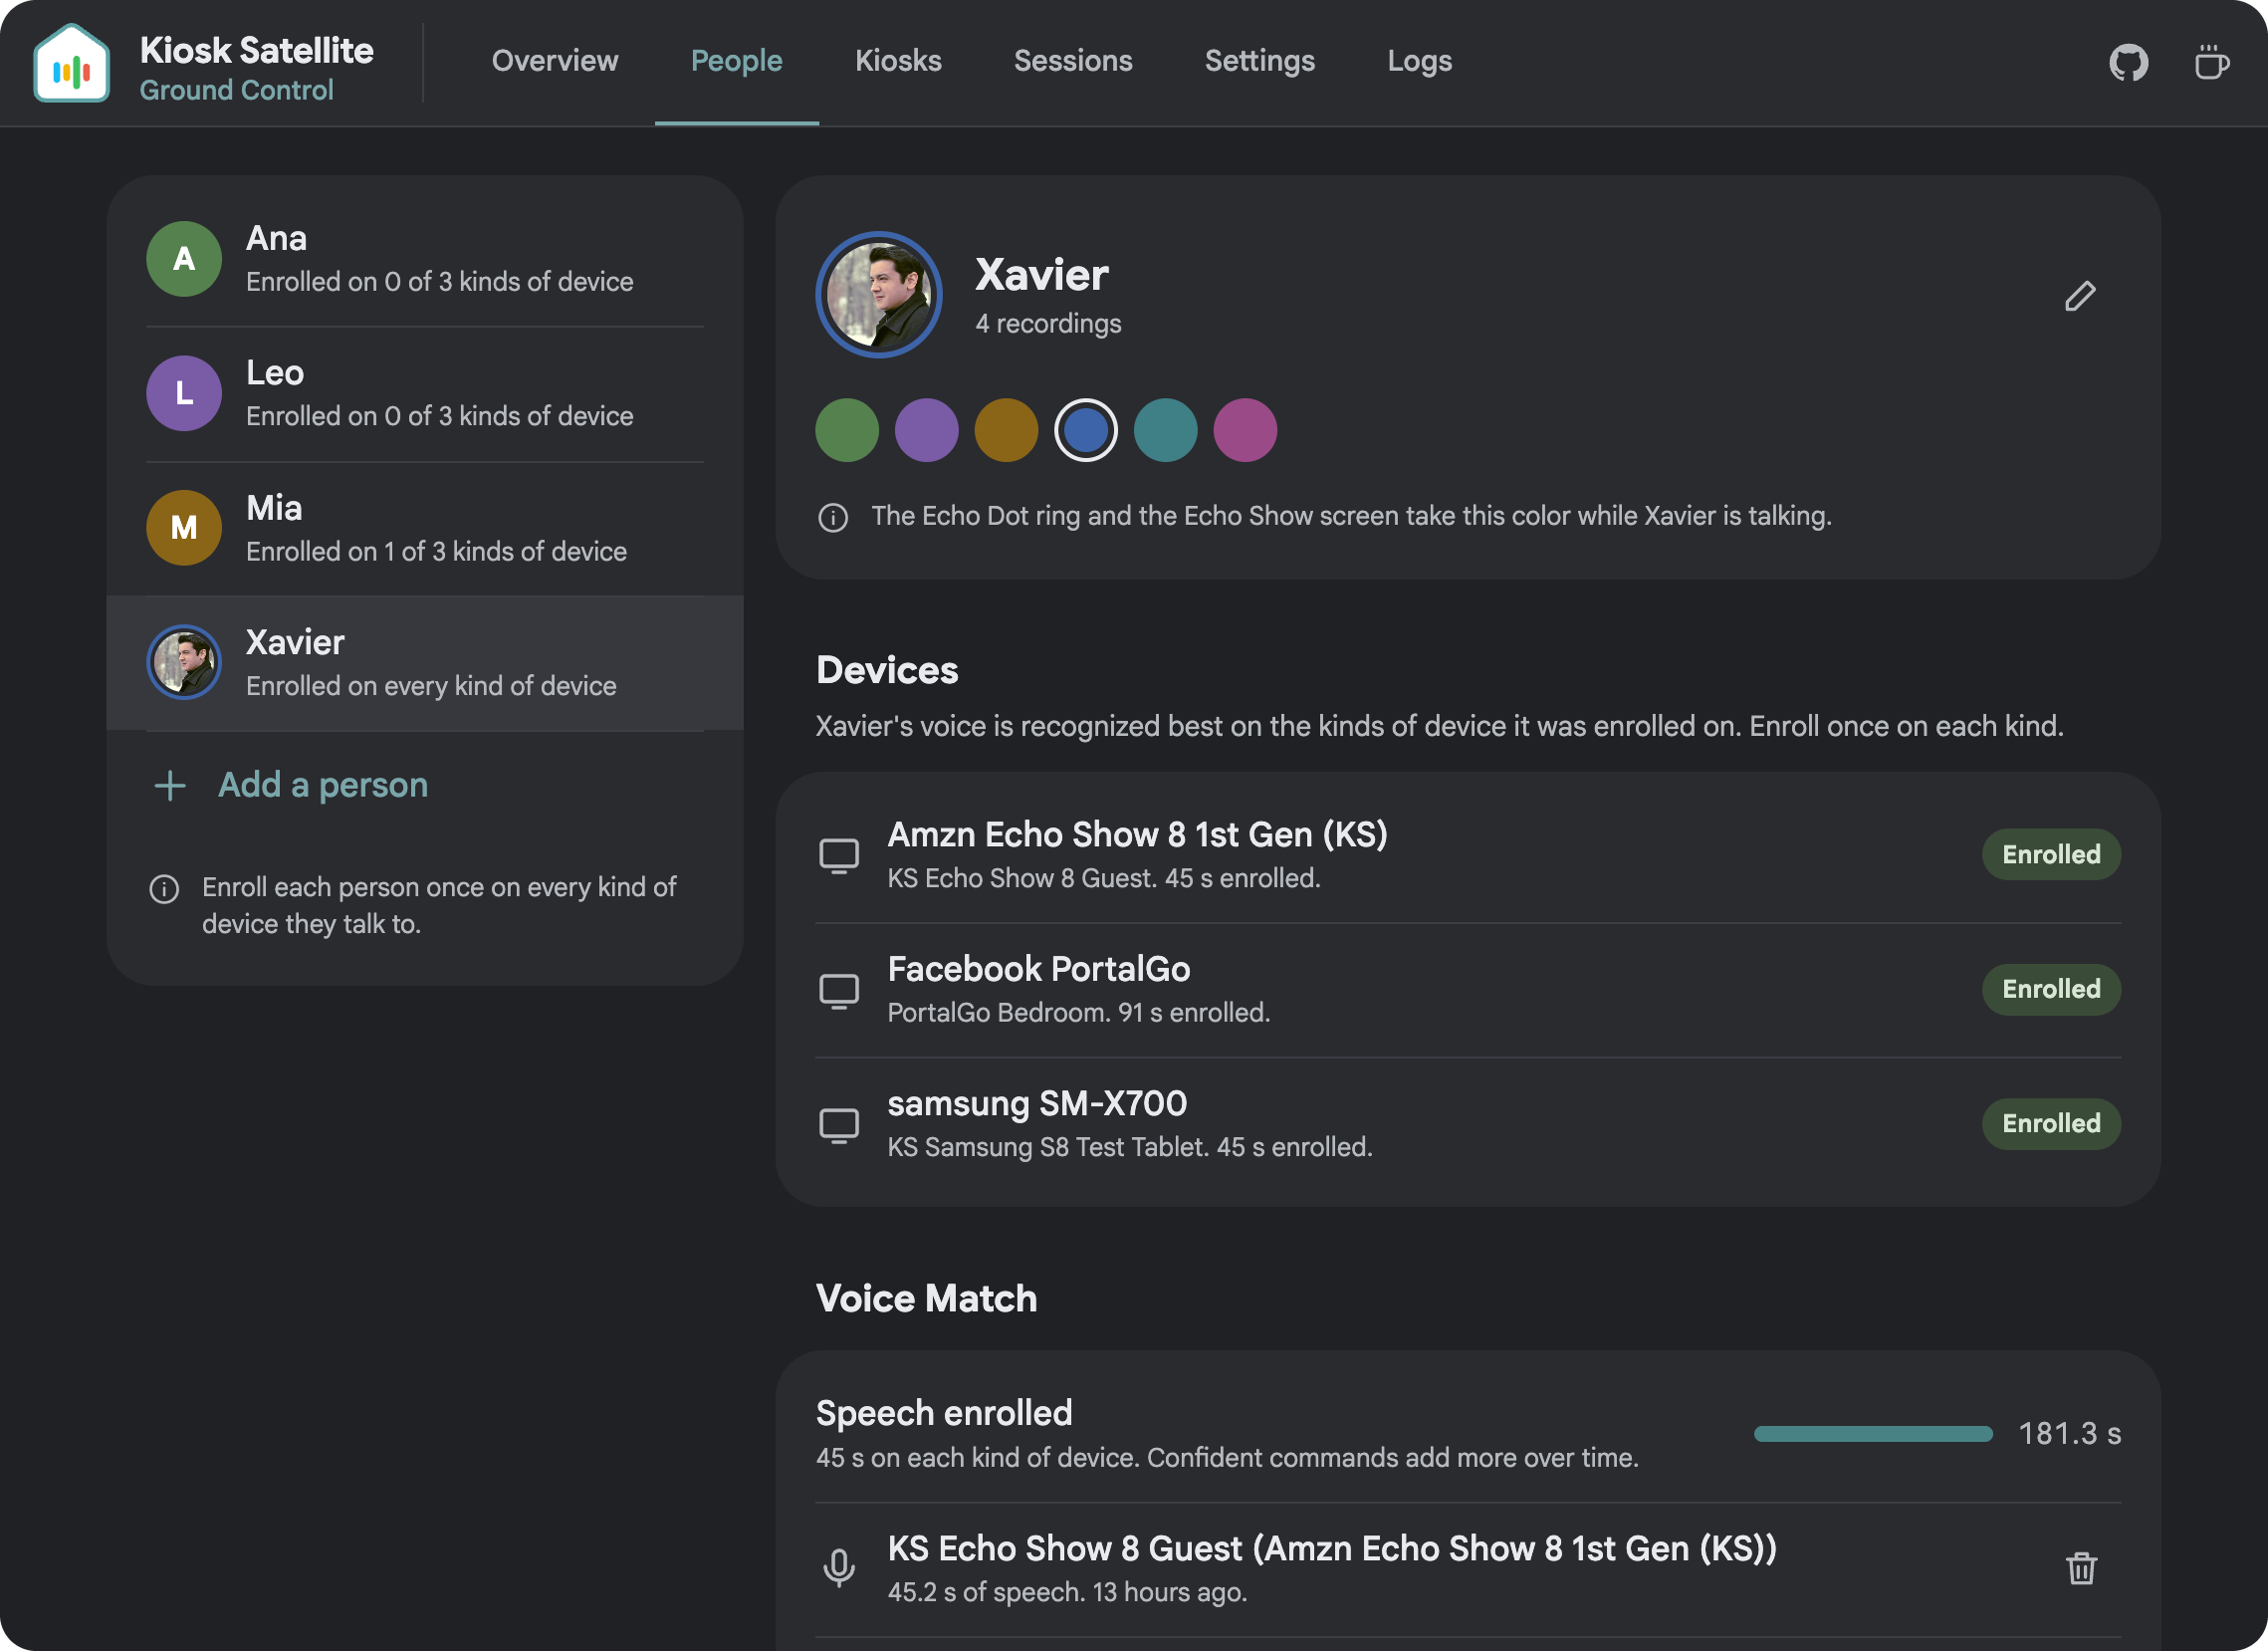 Kiosk Satellite
Ground Control
Overview
People
Kiosks
Sessions
Settings
Logs
A
Ana
Enrolled on 0 of 3 kinds of device
L
Leo
Enrolled on 0 of 3 kinds of device
M
Mia
Enrolled on 1 of 3 kinds of device
Xavier
Enrolled on every kind of device
Add a person
Enroll each person once on every kind of
device they talk to.
Xavier
4 recordings
The Echo Dot ring and the Echo Show screen take this color while Xavier is talking.
Devices
Xavier's voice is recognized best on the kinds of device it was enrolled on. Enroll once on each kind.
Amzn Echo Show 8 1st Gen (KS)
KS Echo Show 8 Guest. 45 s enrolled.
Enrolled
Facebook PortalGo
PortalGo Bedroom. 91 s enrolled.
Enrolled
samsung SM-X700
KS Samsung S8 Test Tablet. 45 s enrolled.
Enrolled
Voice Match
Speech enrolled
45 s on each kind of device. Confident commands add more over time.
181.3 s
KS Echo Show 8 Guest (Amzn Echo Show 8 1st Gen (KS))
45.2 s of speech. 13 hours ago.